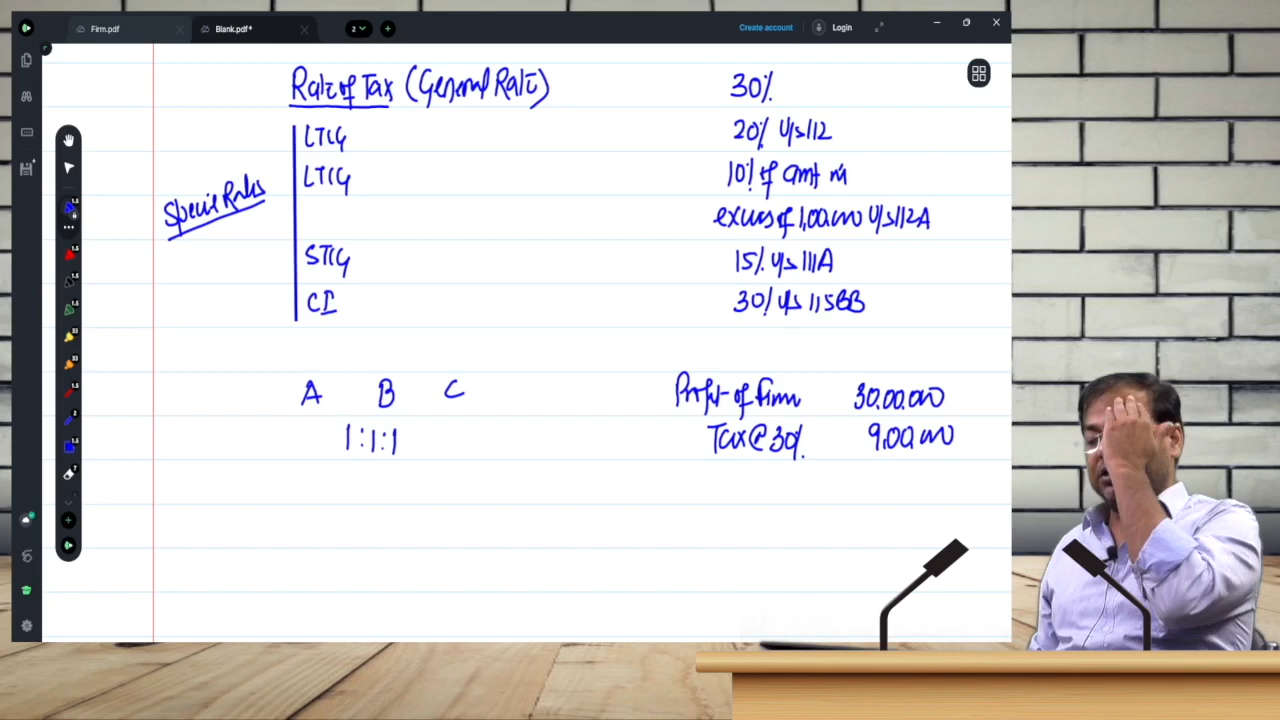 Firm.pdf
Blank.pdf*
2
Create account
Login
Rate of Tax (General Rate) 30%
LTCG 20% u/s 112
LTCG 10% of amt in
excess of 1,00,000 u/s 112A
Special Rates
STCG 15% u/s 111A
CI 30% u/s 115BB
A B C Profit of Firm 30,00,000
1:1:1 Tax @ 30% 9,00,000